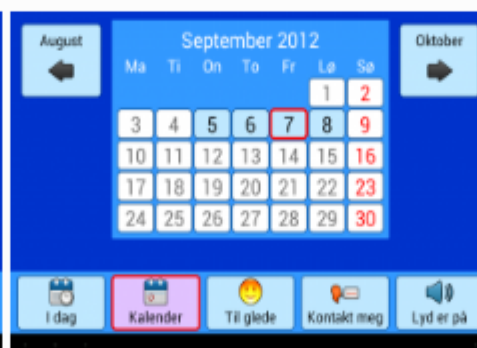 August
September 2012
Oktober
Ma Ti On To Fr Lø Sø
1 2
3 4 5 6 7 8 9
10 11 12 13 14 15 16
17 18 19 20 21 22 23
24 25 26 27 28 29 30
I dag
Kalender
Til glede
Kontakt meg
Lyd er på